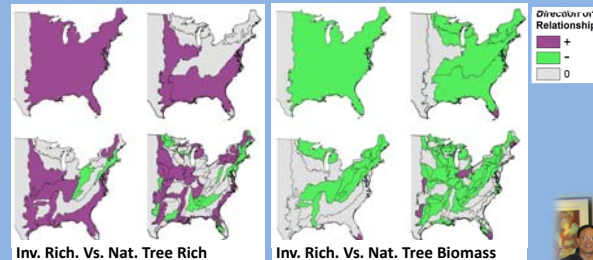 Direction of
Relationship
+
-
0
Inv. Rich. Vs. Nat. Tree Rich
Inv. Rich. Vs. Nat. Tree Biomass